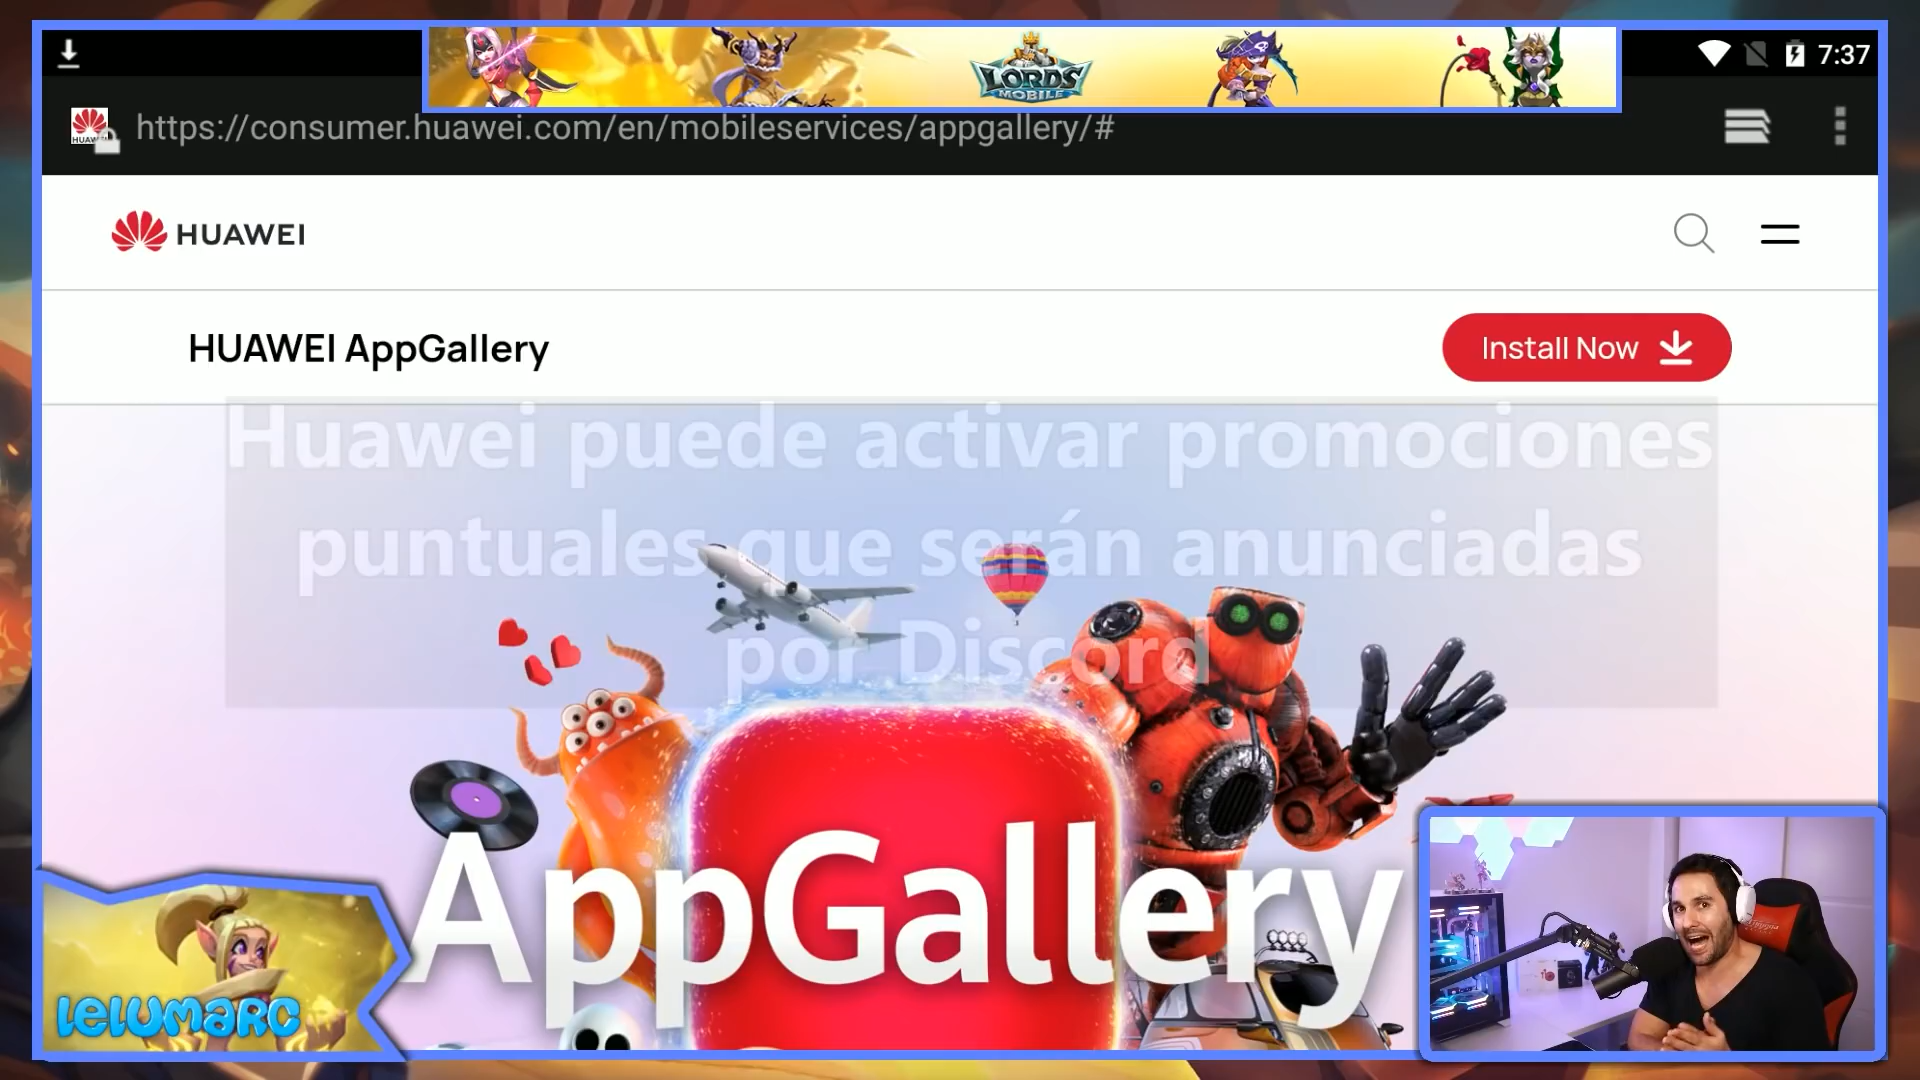 LORDS
MOBILE
7:37
HUAWEI
https://consumer.huawei.com/en/mobileservices/appgallery/#
HUAWEI
HUAWEI AppGallery
Install Now
Huawei puede activar promociones
puntuales que serán anunciadas
por Discord
AppGallery
lelumarc